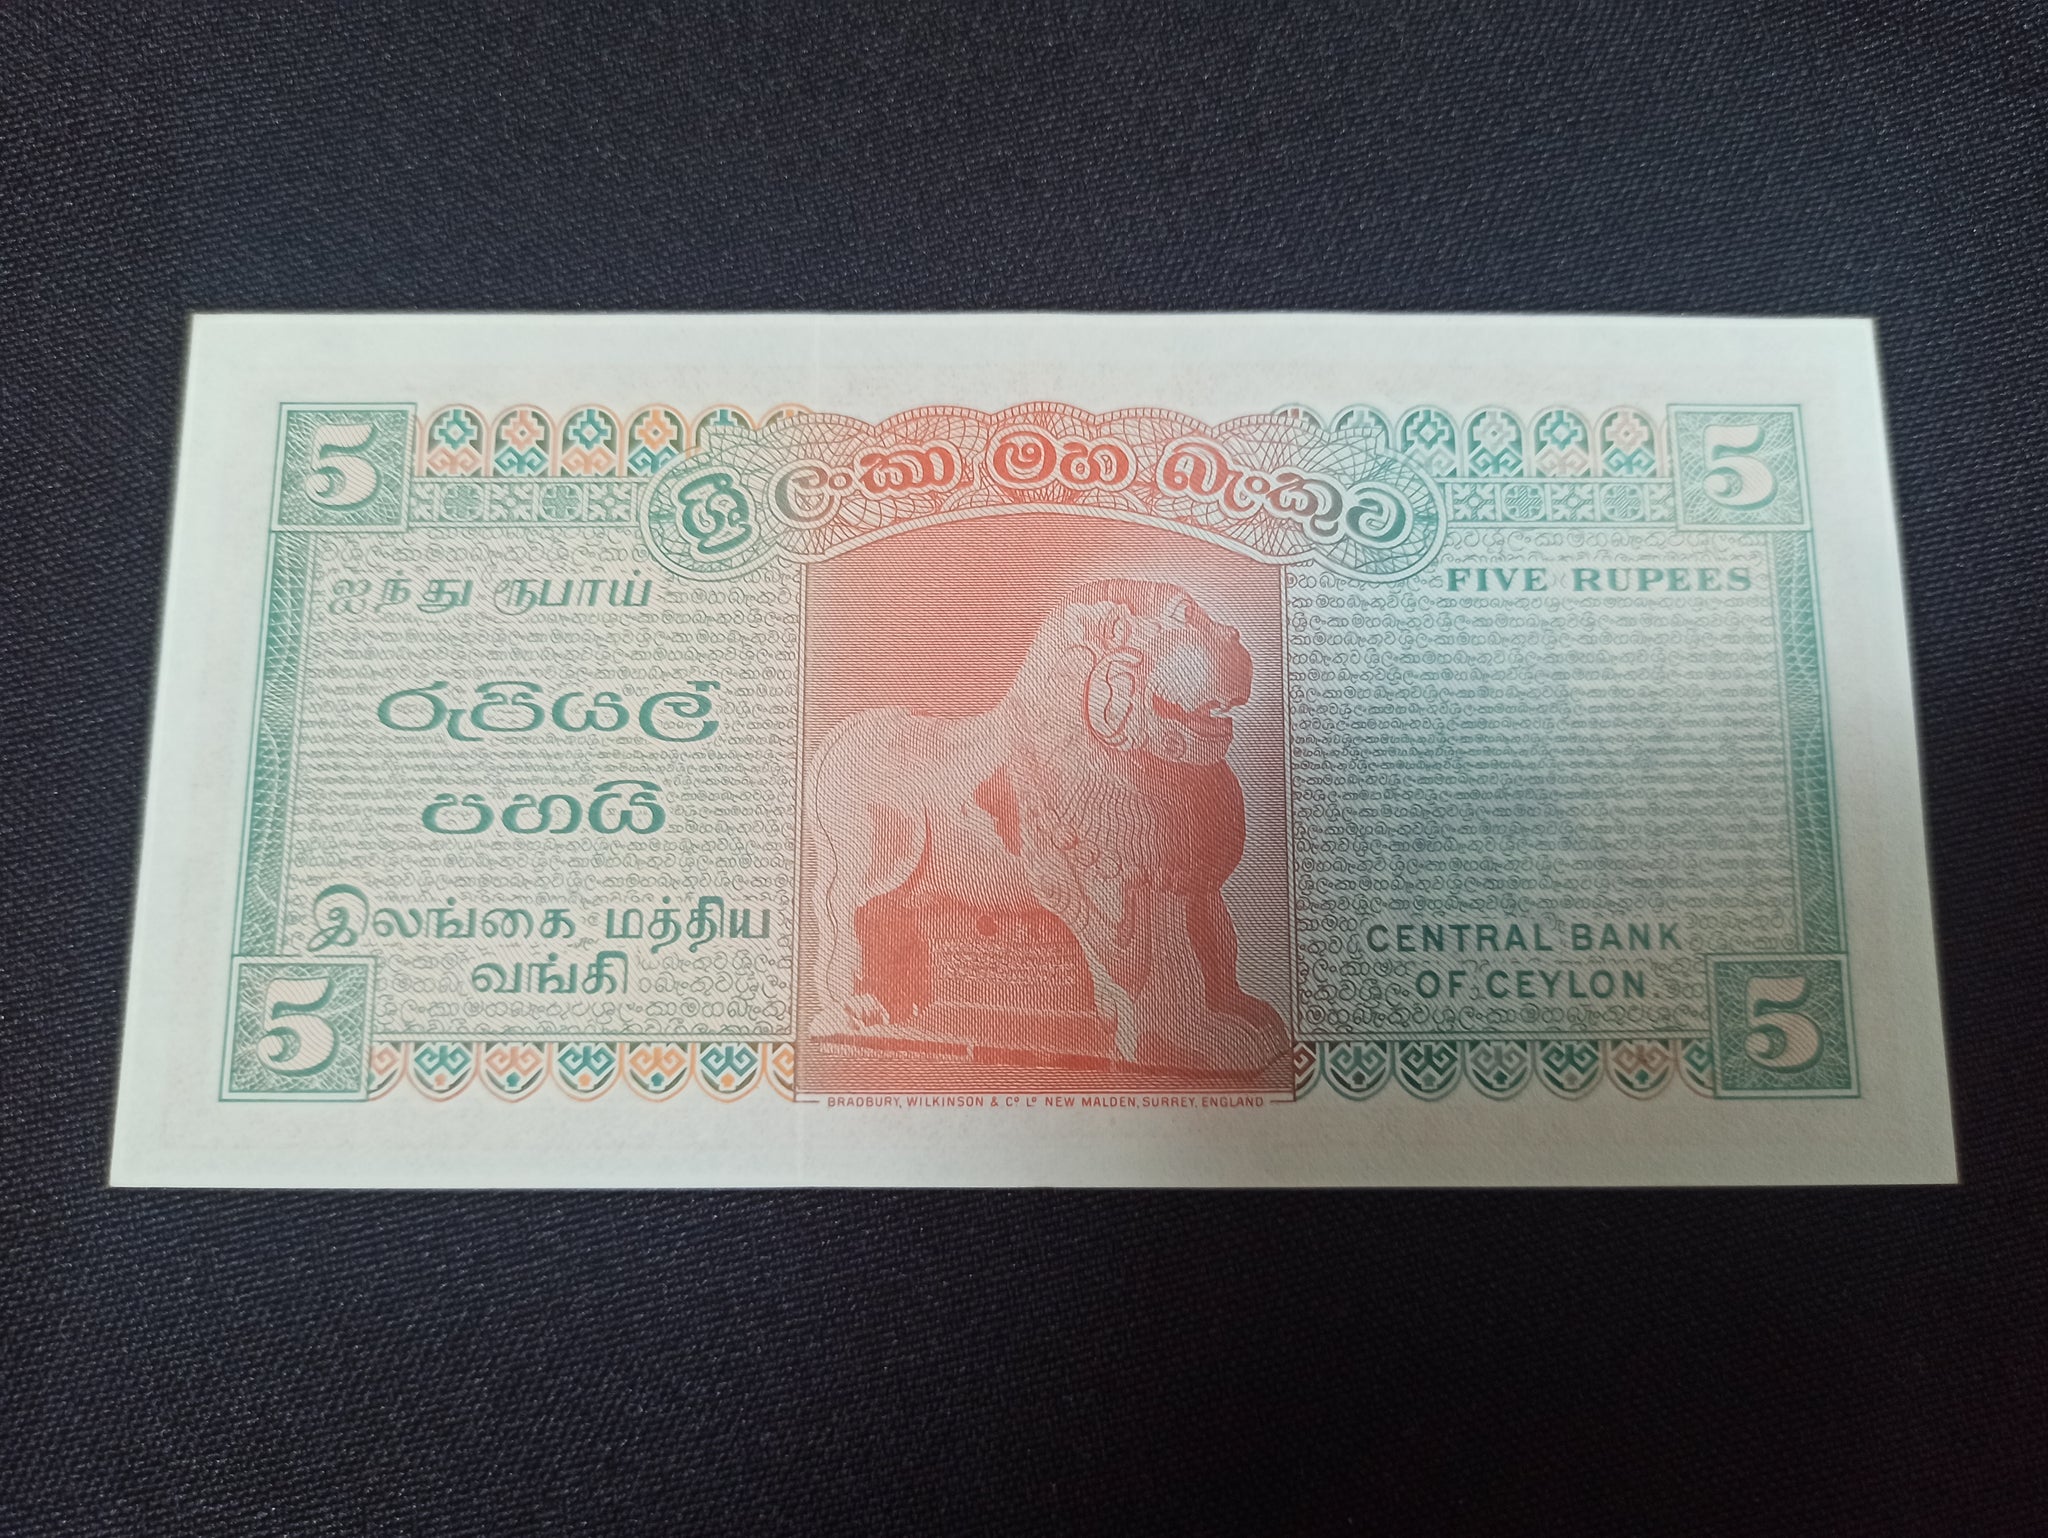 5
ශ්‍රී ලංකා මහ බැංකුව
5
ஐந்து ரூபாய்
FIVE RUPEES
රුපියල්
පහයි
இலங்கை மத்திய
வங்கி
CENTRAL BANK
OF CEYLON
5
5
BRADBURY, WILKINSON & Cº Lº NEW MALDEN, SURREY, ENGLAND